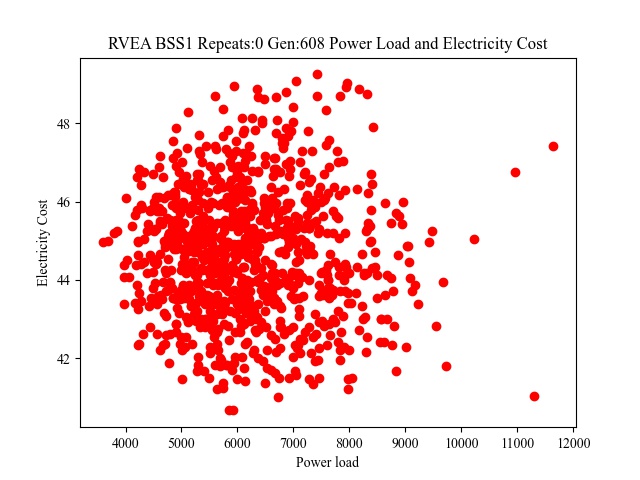 RVEA BSS1 Repeats:0 Gen:608 Power Load and Electricity Cost
48
46
44
42
Electricity Cost
4000 5000 6000 7000 8000 9000 10000 11000 12000
Power load